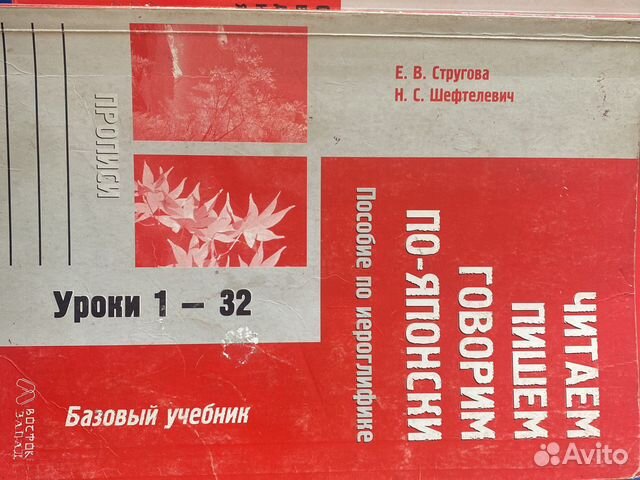 Е. В. Стругова
Н. С. Шефтелевич
ЧИТАЕМ
ПИШЕМ
ГОВОРИМ
ПО-ЯПОНСКИ
Пособие по иероглифике
ПРОПИСИ
Уроки 1 – 32
Базовый учебник
ВОСТОК
ЗАПАД
Avito